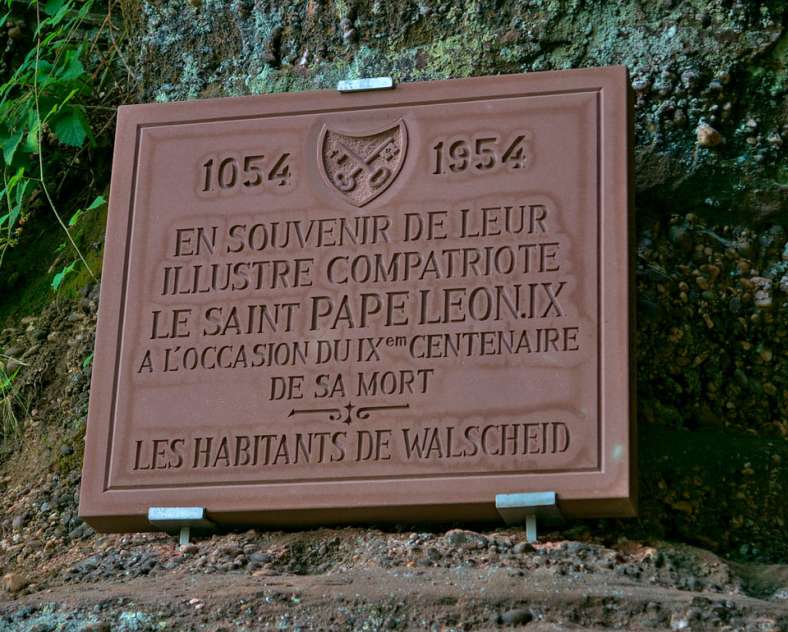 1054 1954
EN SOUVENIR DE LEUR
ILLUSTRE COMPATRIOTE
LE SAINT PAPE LEON.IX
A L'OCCASION DU IXem CENTENAIRE
DE SA MORT
LES HABITANTS DE WALSCHEID